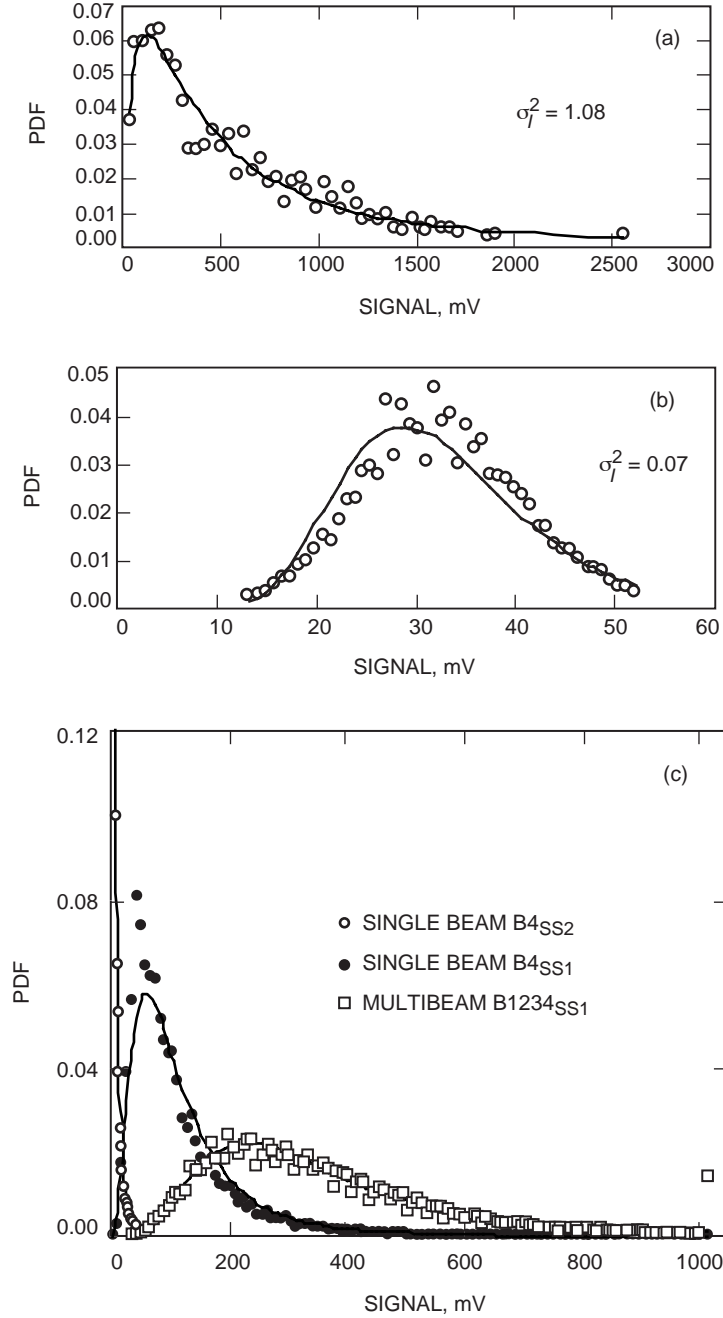 0.07
(a)
0.06
0.05
σ_I^2 = 1.08
0.04
PDF
0.03
0.02
0.01
0.00
0 500 1000 1500 2000 2500 3000
SIGNAL, mV
0.05
(b)
0.04
0.03
σ_I^2 = 0.07
PDF
0.02
0.01
0.00
0 10 20 30 40 50 60
SIGNAL, mV
0.12
(c)
0.08
SINGLE BEAM B4SS2
SINGLE BEAM B4SS1
PDF
MULTIBEAM B1234SS1
0.04
0.00
0 200 400 600 800 1000
SIGNAL, mV